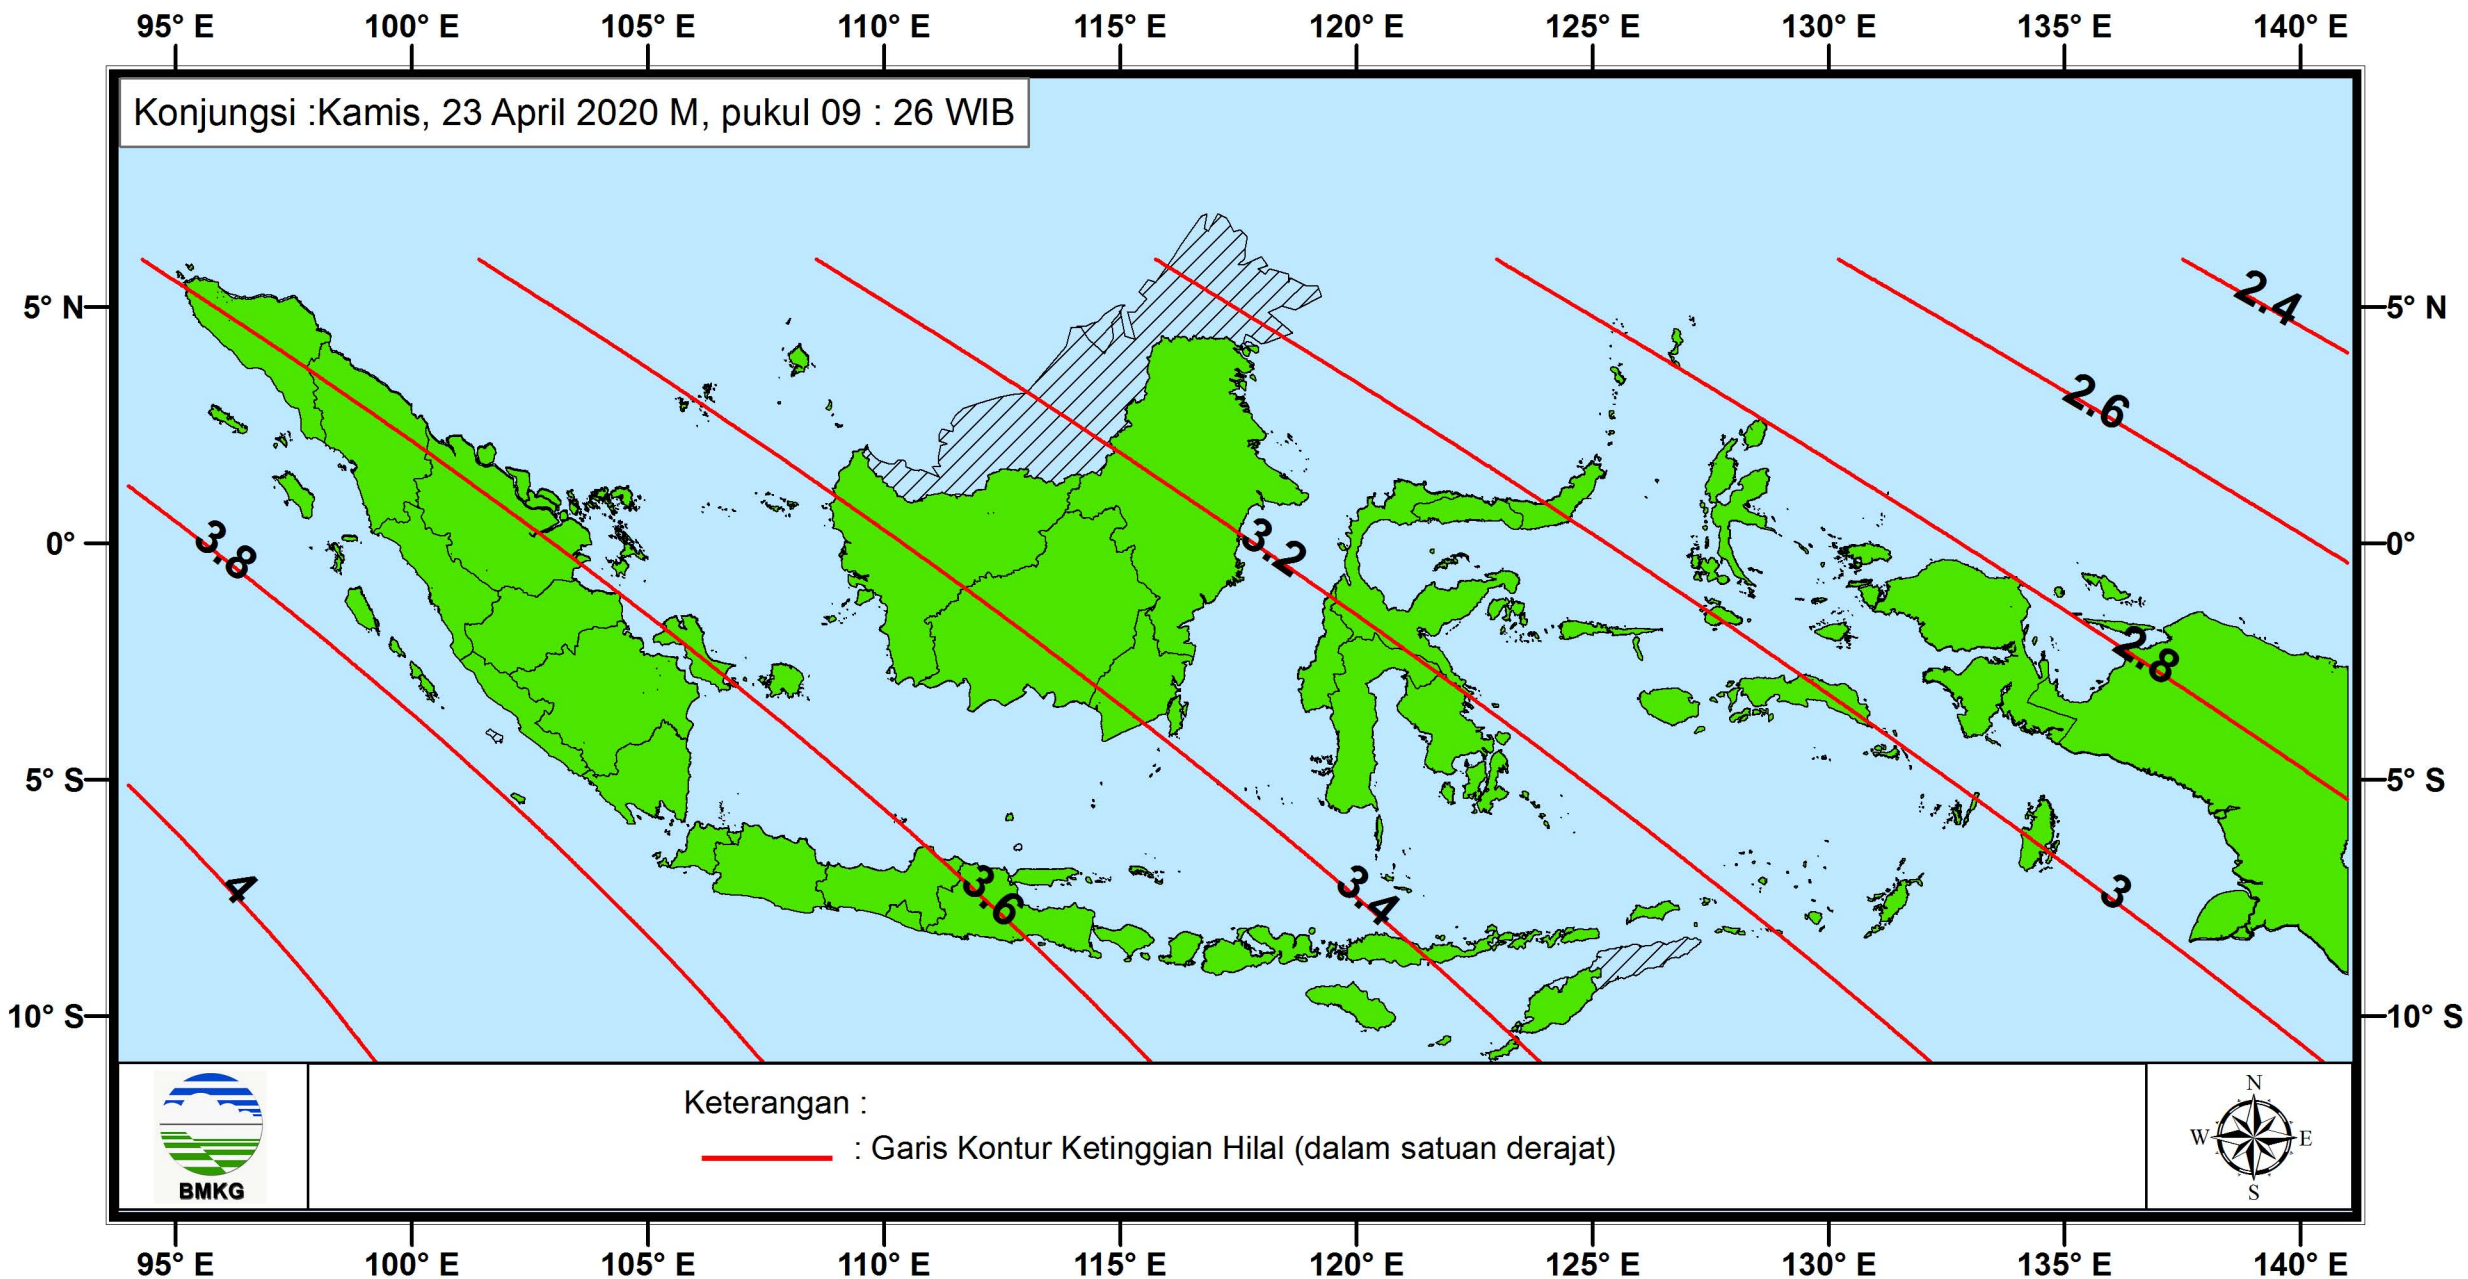 95° E 100° E 105° E 110° E 115° E 120° E 125° E 130° E 135° E 140° E
Konjungsi :Kamis, 23 April 2020 M, pukul 09 : 26 WIB
5° N 5° N
2.4
2.6
0° 0°
3.8
3.2
2.8
5° S 5° S
4
3.6
3.4
3
10° S 10° S
BMKG
Keterangan :
: Garis Kontur Ketinggian Hilal (dalam satuan derajat)
N
W E
S
95° E 100° E 105° E 110° E 115° E 120° E 125° E 130° E 135° E 140° E